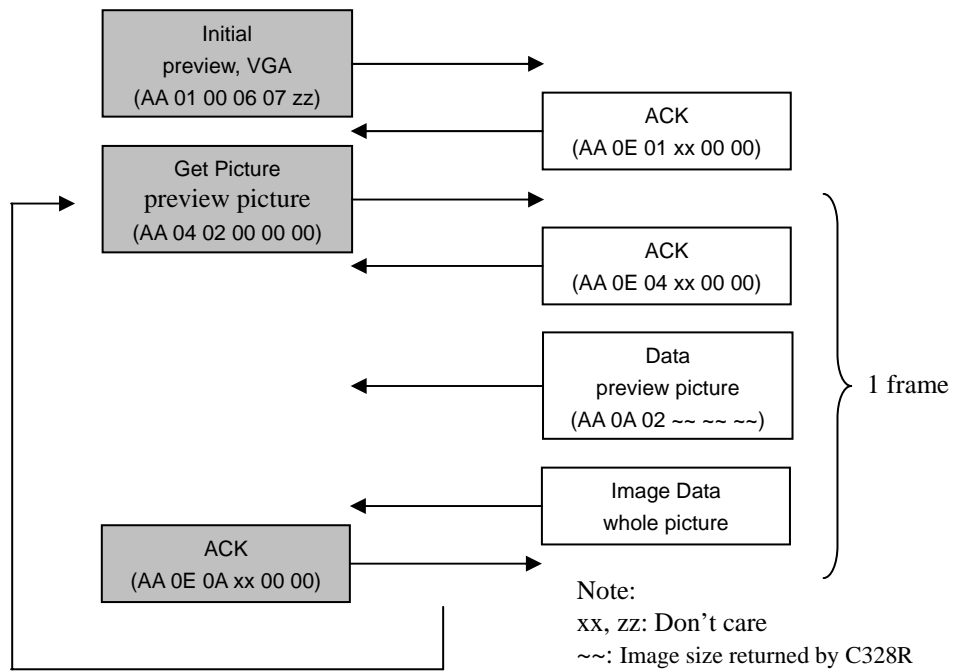 Initial
preview, VGA
(AA 01 00 06 07 zz)
ACK
(AA 0E 01 xx 00 00)
Get Picture
preview picture
(AA 04 02 00 00 00)
ACK
(AA 0E 04 xx 00 00)
Data
preview picture
(AA 0A 02 ~~ ~~ ~~)
1 frame
Image Data
whole picture
ACK
(AA 0E 0A xx 00 00)
Note:
xx, zz: Don’t care
~~: Image size returned by C328R